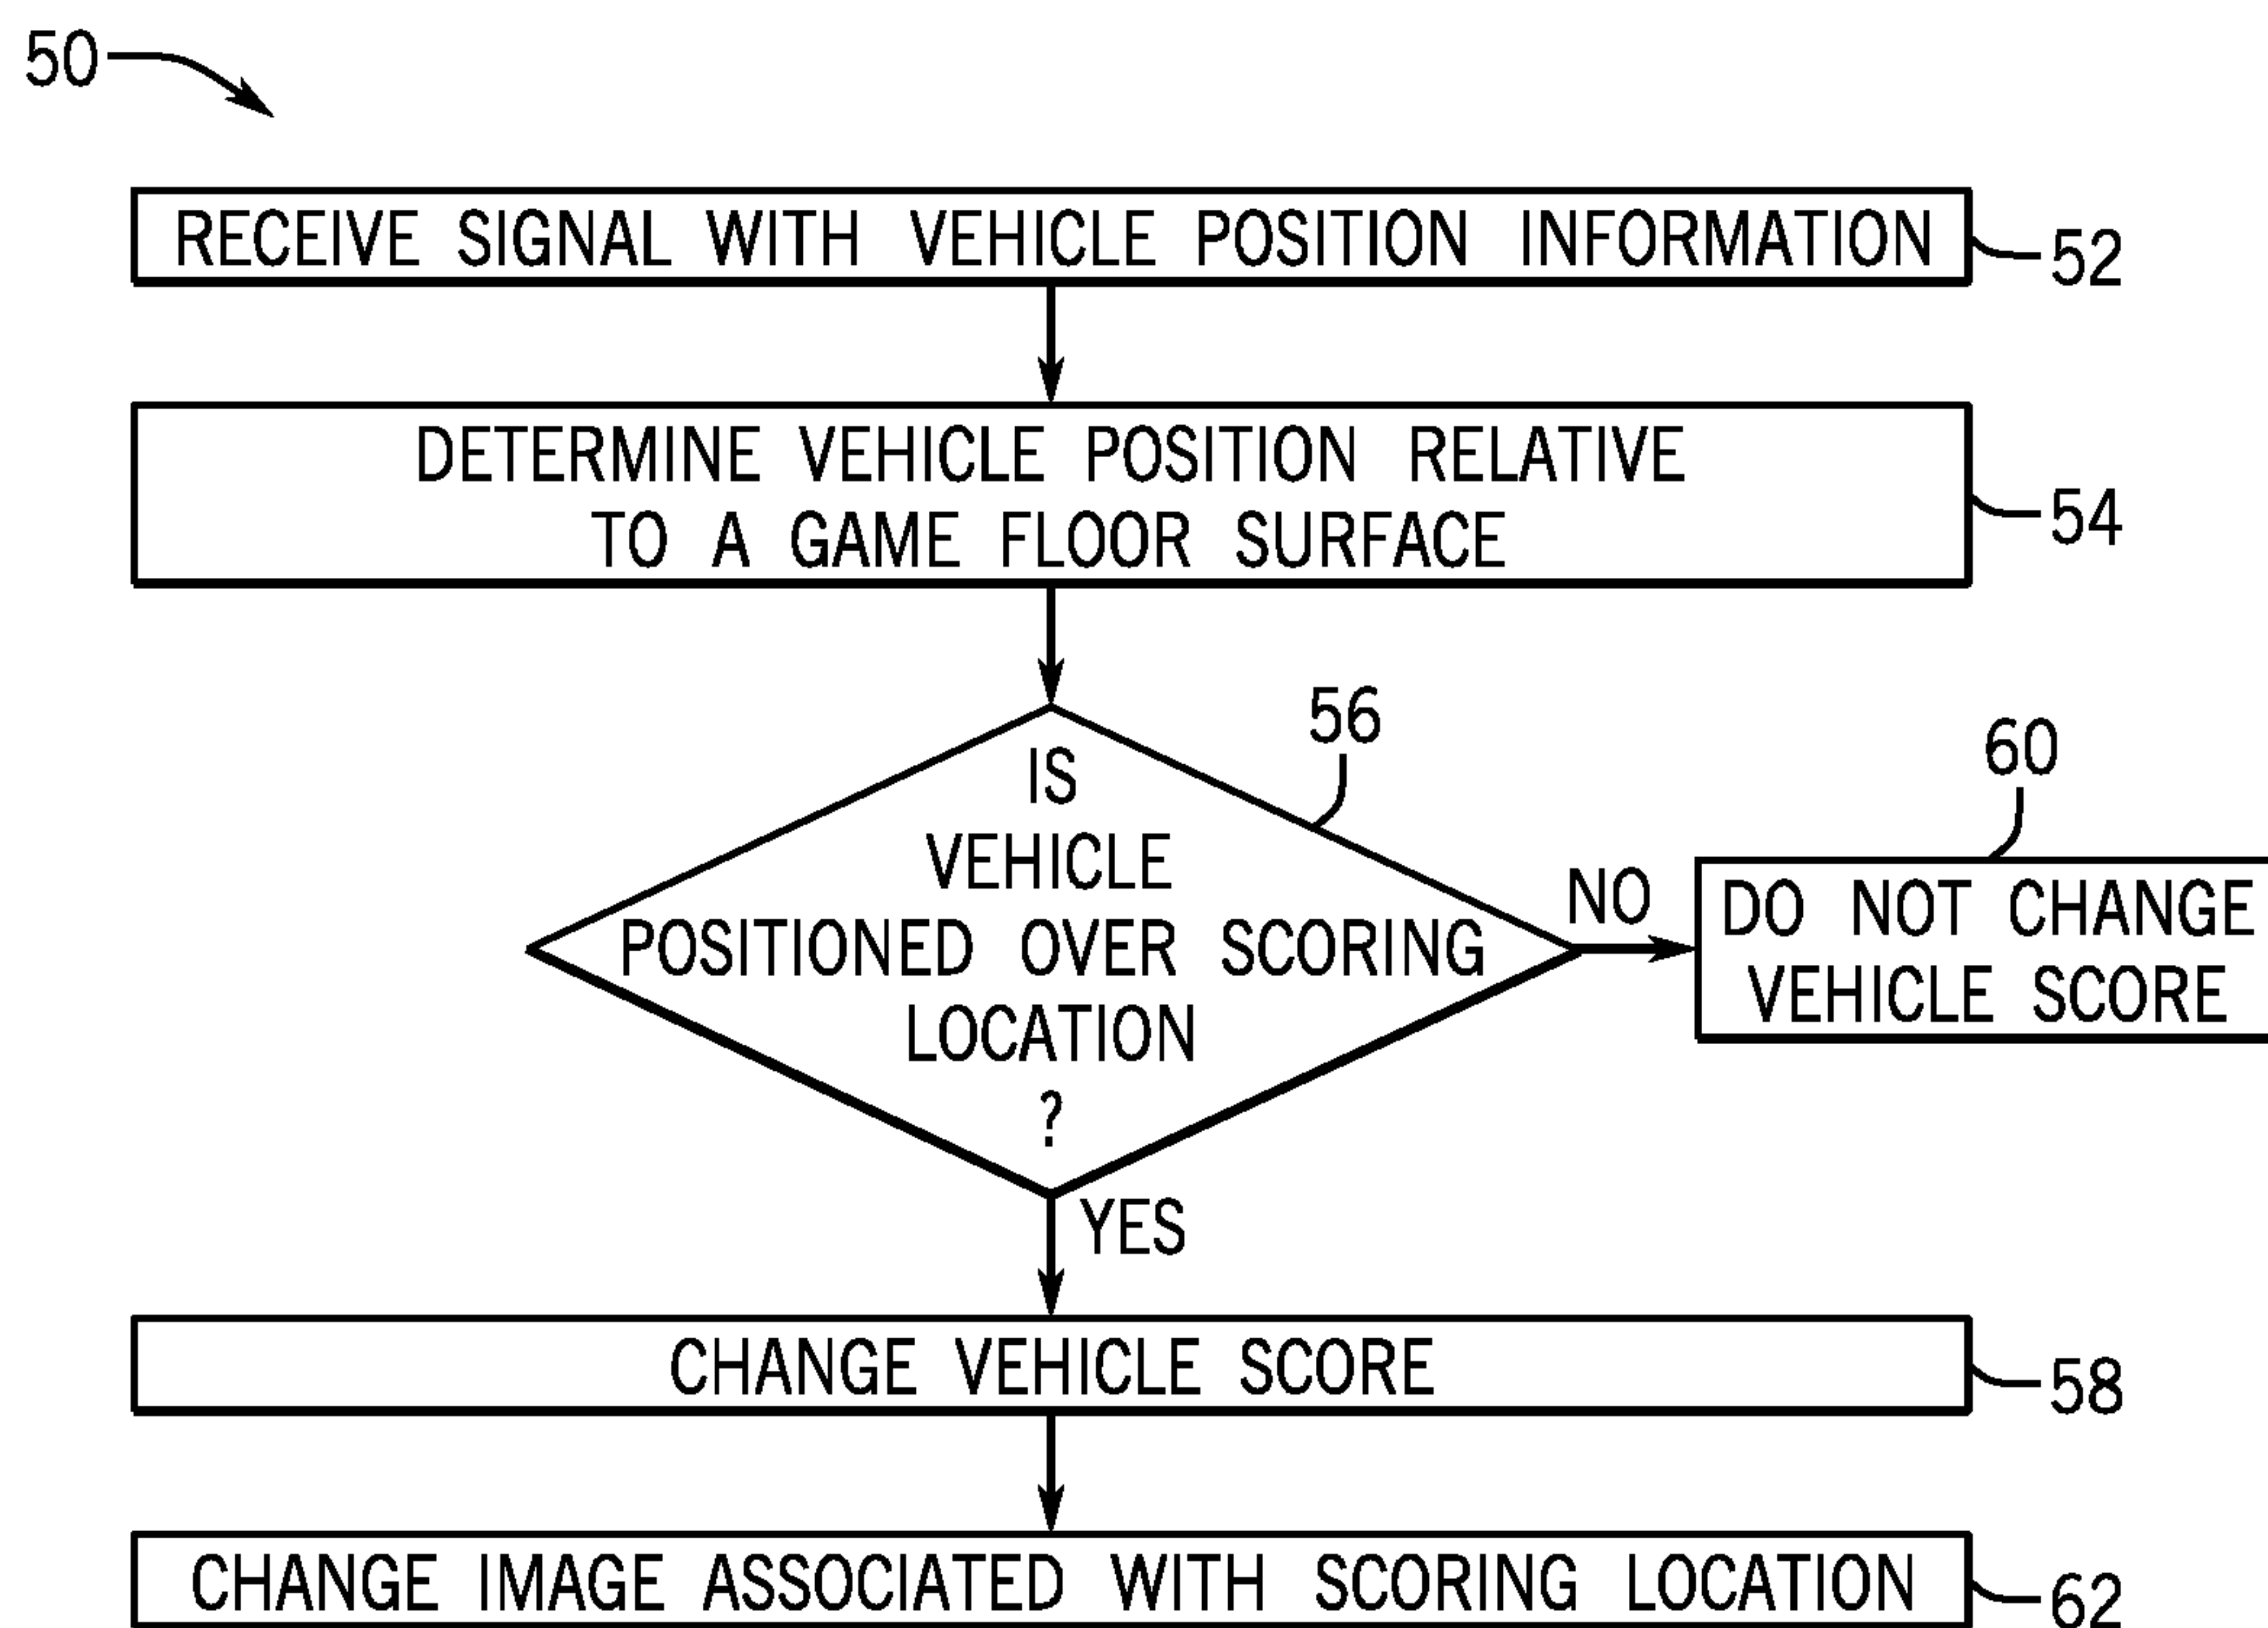 50
RECEIVE SIGNAL WITH VEHICLE POSITION INFORMATION
52
DETERMINE VEHICLE POSITION RELATIVE
TO A GAME FLOOR SURFACE
54
IS
VEHICLE
POSITIONED OVER SCORING
LOCATION
?
56
NO
60
DO NOT CHANGE
VEHICLE SCORE
YES
CHANGE VEHICLE SCORE
58
CHANGE IMAGE ASSOCIATED WITH SCORING LOCATION
62